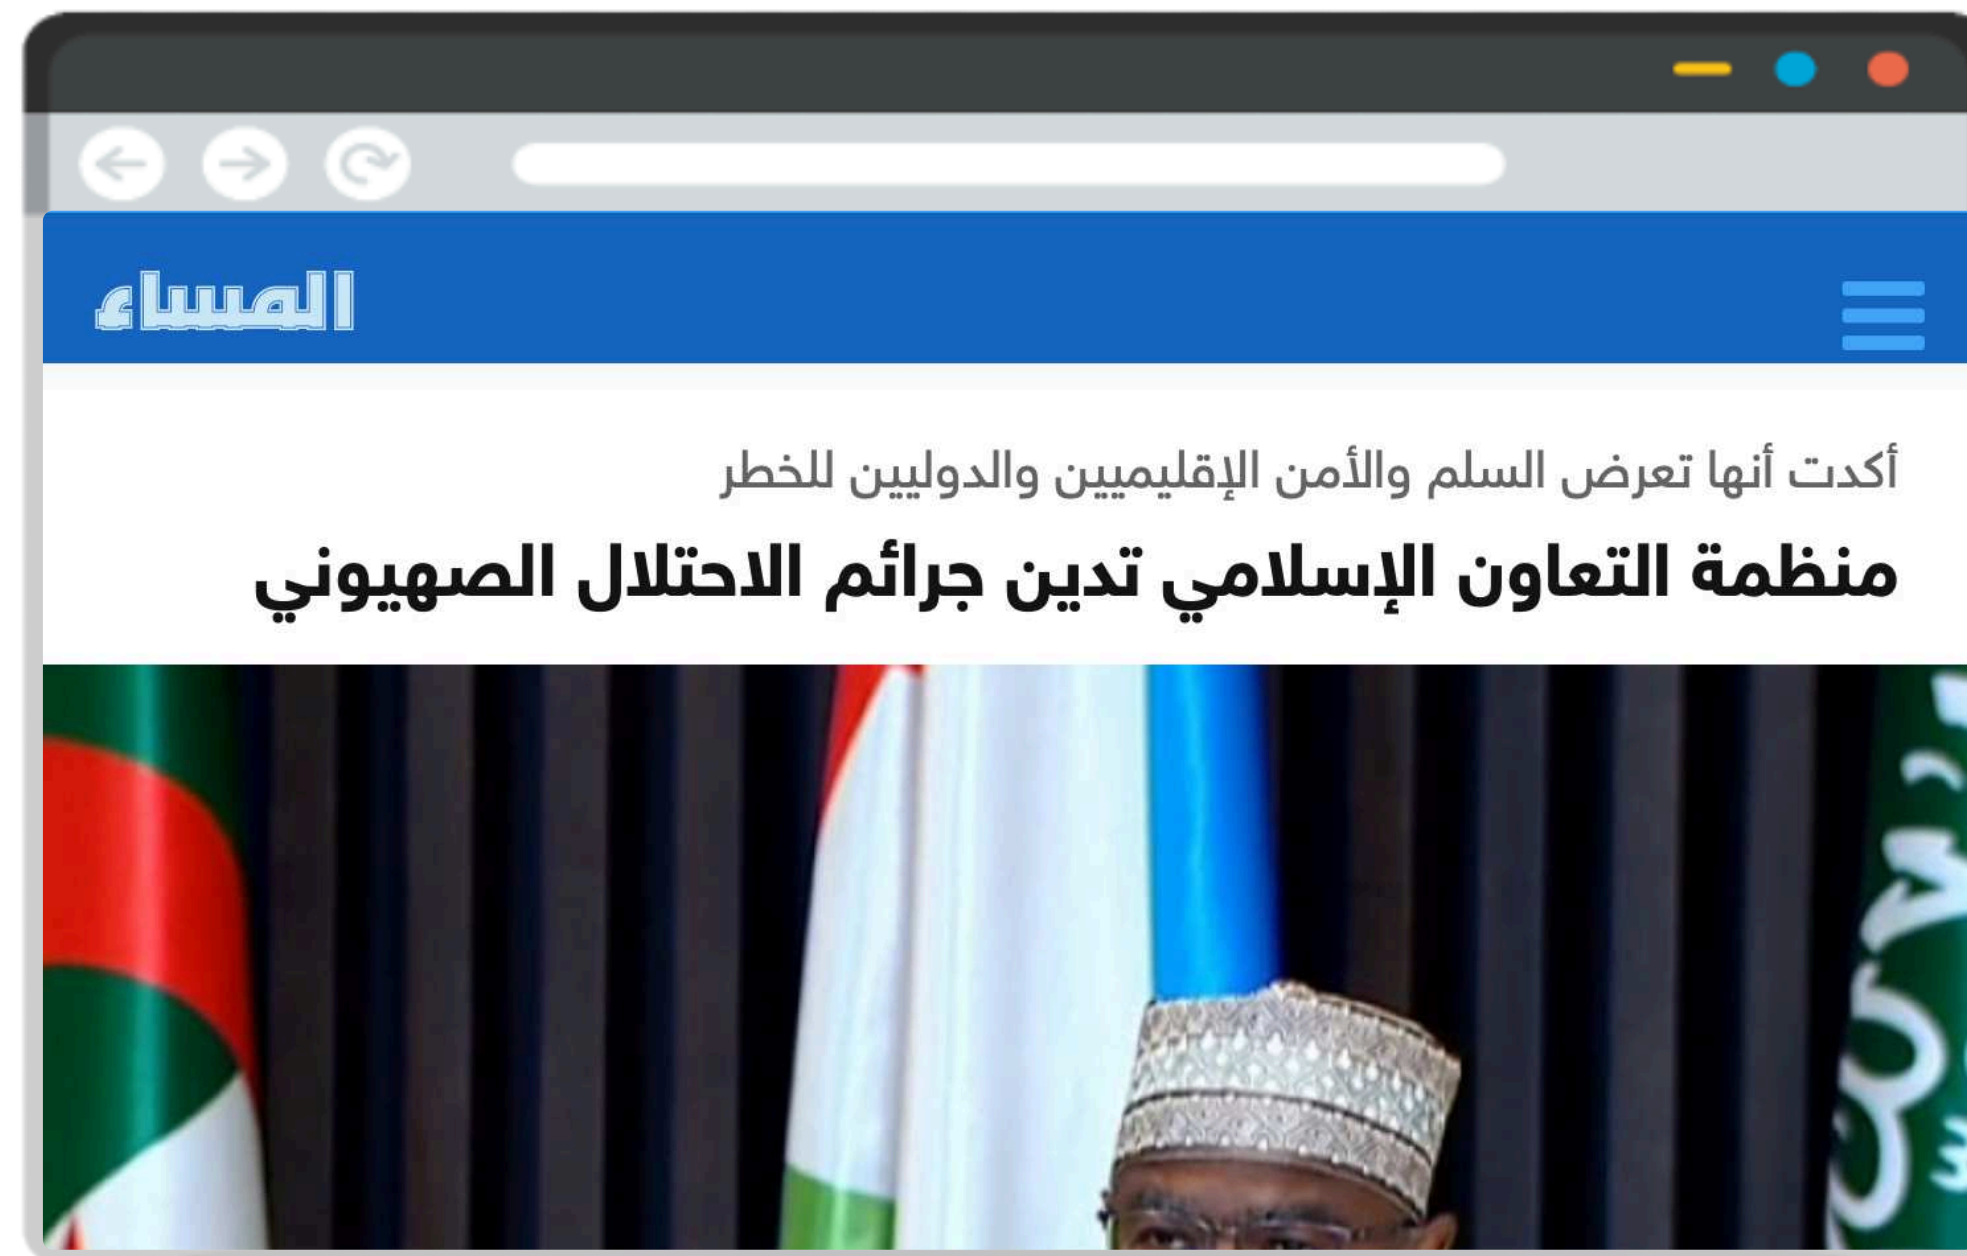 المساء
أكدت أنها تعرض السلم والأمن الإقليميين والدوليين للخطر
منظمة التعاون الإسلامي تدين جرائم الاحتلال الصهيوني